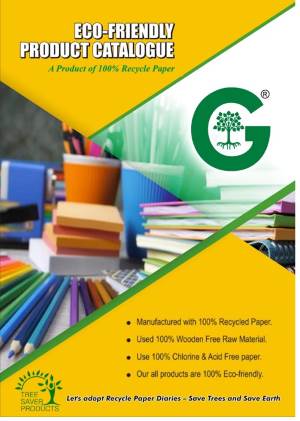 ECO-FRIENDLY
PRODUCT CATALOGUE
A Product of 100% Recycle Paper
G®
• Manufactured with 100% Recycled Paper.
• Used 100% Wooden Free Raw Material.
• Use 100% Chlorine & Acid Free paper.
• Our all products are 100% Eco-friendly.
TREE
SAVER
PRODUCTS
Let's adopt Recycle Paper Diaries – Save Trees and Save Earth